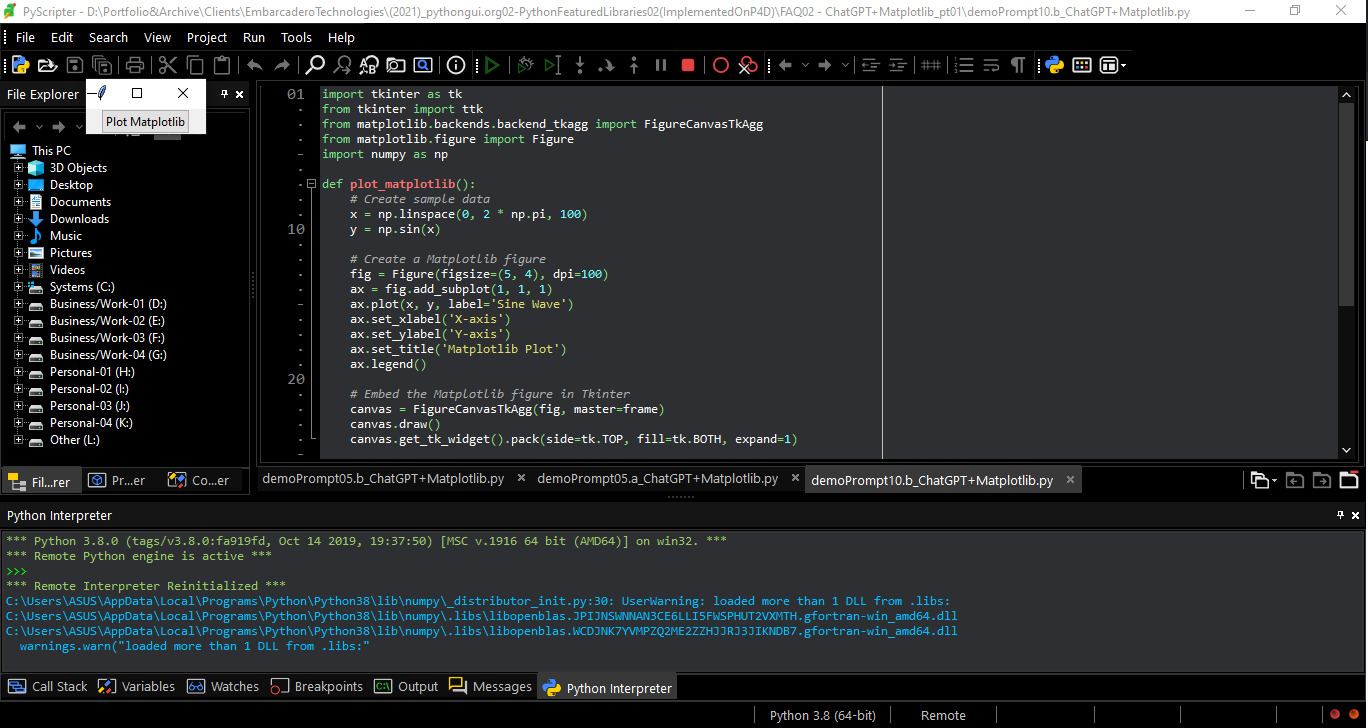 PyScripter - D:\Portfolio&Archive\Clients\EmbarcaderoTechnologies\(2021)_pythongui.org02-PythonFeaturedLibraries02(ImplementedOnP4D)\FAQ02 - ChatGPT+Matplotlib_pt01\demoPrompt10.b_ChatGPT+Matplotlib.py
File Edit Search View Project Run Tools Help
File Explorer
Plot Matplotlib
This PC
3D Objects
Desktop
Documents
Downloads
Music
Pictures
Videos
Systems (C:)
Business/Work-01 (D:)
Business/Work-02 (E:)
Business/Work-03 (F:)
Business/Work-04 (G:)
Personal-01 (H:)
Personal-02 (I:)
Personal-03 (J:)
Personal-04 (K:)
Other (L:)
Fil...rer Pr...er Co...er
01 import tkinter as tk
from tkinter import ttk
from matplotlib.backends.backend_tkagg import FigureCanvasTkAgg
from matplotlib.figure import Figure
import numpy as np
def plot_matplotlib():
# Create sample data
x = np.linspace(0, 2 * np.pi, 100)
10 y = np.sin(x)
# Create a Matplotlib figure
fig = Figure(figsize=(5, 4), dpi=100)
ax = fig.add_subplot(1, 1, 1)
ax.plot(x, y, label='Sine Wave')
ax.set_xlabel('X-axis')
ax.set_ylabel('Y-axis')
ax.set_title('Matplotlib Plot')
ax.legend()
20
# Embed the Matplotlib figure in Tkinter
canvas = FigureCanvasTkAgg(fig, master=frame)
canvas.draw()
canvas.get_tk_widget().pack(side=tk.TOP, fill=tk.BOTH, expand=1)
demoPrompt05.b_ChatGPT+Matplotlib.py × demoPrompt05.a_ChatGPT+Matplotlib.py × demoPrompt10.b_ChatGPT+Matplotlib.py ×
Python Interpreter
*** Python 3.8.0 (tags/v3.8.0:fa919fd, Oct 14 2019, 19:37:50) [MSC v.1916 64 bit (AMD64)] on win32. ***
*** Remote Python engine is active ***
>>>
*** Remote Interpreter Reinitialized ***
C:\Users\ASUS\AppData\Local\Programs\Python\Python38\lib\numpy\_distributor_init.py:30: UserWarning: loaded more than 1 DLL from .libs:
C:\Users\ASUS\AppData\Local\Programs\Python\Python38\lib\numpy\.libs\libopenblas.JPIJNSWNNAN3CE6LLI5FWSPHUT2VXMTH.gfortran-win_amd64.dll
C:\Users\ASUS\AppData\Local\Programs\Python\Python38\lib\numpy\.libs\libopenblas.WCDJNK7YVMPZQ2ME2ZZHJJRJ3JIKNDB7.gfortran-win_amd64.dll
warnings.warn("loaded more than 1 DLL from .libs:"
Call Stack Variables Watches Breakpoints Output Messages Python Interpreter
Python 3.8 (64-bit) Remote